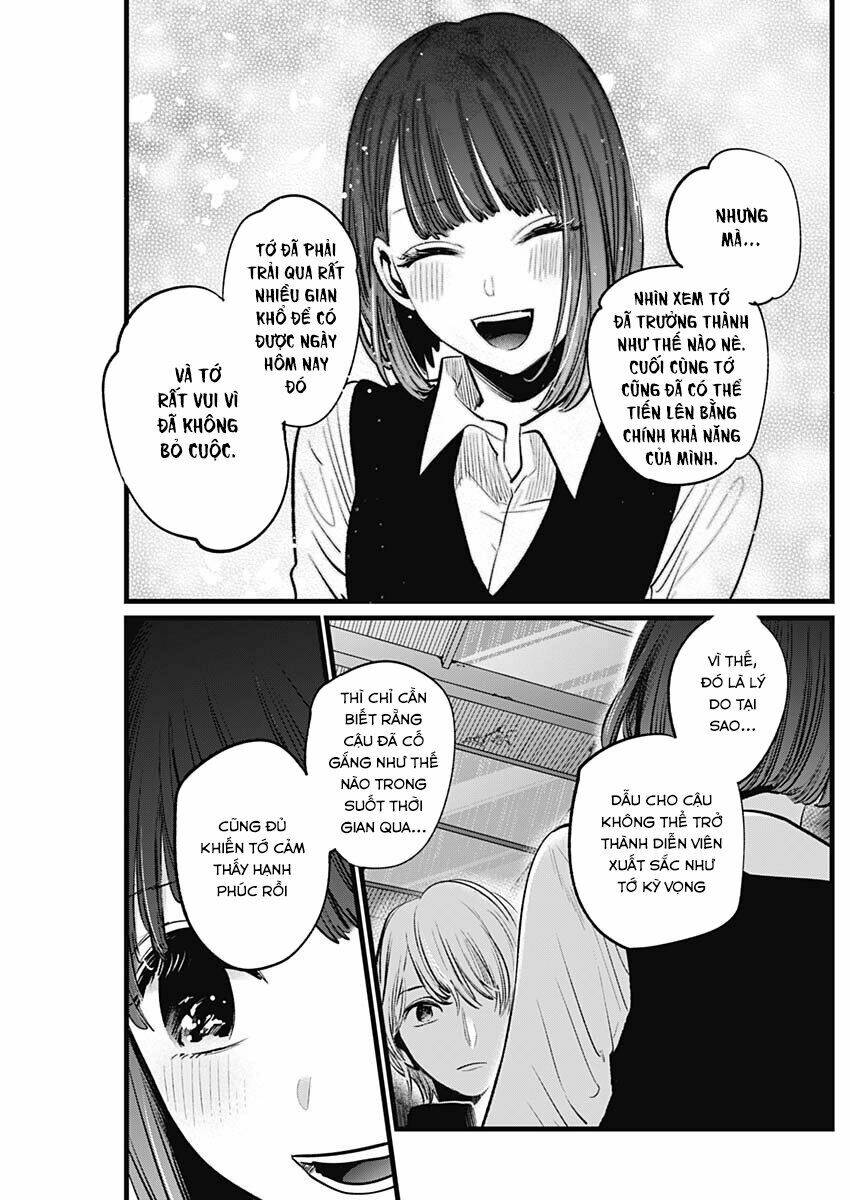 NHƯNG
MÀ...
NHÌN XEM TỚ
ĐÃ TRƯỞNG THÀNH
NHƯ THẾ NÀO NÈ.
CUỐI CÙNG TỚ
CŨNG ĐÃ CÓ THỂ
TIẾN LÊN BẰNG
CHÍNH KHẢ NĂNG
CỦA MÌNH.
TỚ ĐÃ PHẢI
TRẢI QUA RẤT
NHIỀU GIAN
KHỔ ĐỂ CÓ
ĐƯỢC NGÀY
HÔM NAY
ĐÓ
VÀ TỚ
RẤT VUI VÌ
ĐÃ KHÔNG
BỎ CUỘC.
VÌ THẾ,
ĐÓ LÀ LÝ
DO TẠI
SAO...
DẪU CHO CẬU
KHÔNG THỂ TRỞ
THÀNH DIỄN VIÊN
XUẤT SẮC NHƯ
TỚ KỲ VỌNG
THÌ CHỈ CẦN
BIẾT RẰNG
CẬU ĐÃ CỐ
GẮNG NHƯ THẾ
NÀO TRONG
SUỐT THỜI
GIAN QUA...
CŨNG ĐỦ
KHIẾN TỚ CẢM
THẤY HẠNH
PHÚC RỒI